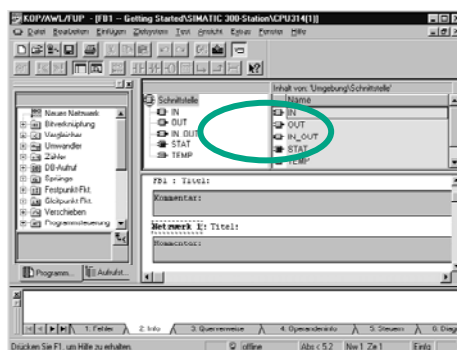 KOP/AWL/FUP - [FB1 -- Getting Started\SIMATIC 300-Station\CPU314(1)]
Datei Bearbeiten Einfügen Zielsystem Test Ansicht Extras Fenster Hilfe
Neues Netzwerk
Bitverknüpfung
Vergleicher
Umwandler
Zähler
DB-Aufruf
Sprünge
Festpunkt-Fkt.
Gleitpunkt-Fkt.
Verschieben
Programmsteuerung
Programm...
Aufrufst...
Schnittstelle
IN
OUT
IN_OUT
STAT
TEMP
Inhalt von: 'Umgebung\Schnittstelle'
Name
IN
OUT
IN_OUT
STAT
TEMP
FB1 : Titel:
Kommentar:
Netzwerk 1: Titel:
Kommentar:
1: Fehler 2: Info 3: Querverweise 4: Operandeninfo 5: Steuern 6: Diag
Drücken Sie F1, um Hilfe zu erhalten. offline Abs < 5.2 Nw 1 Ze 1 Einfg